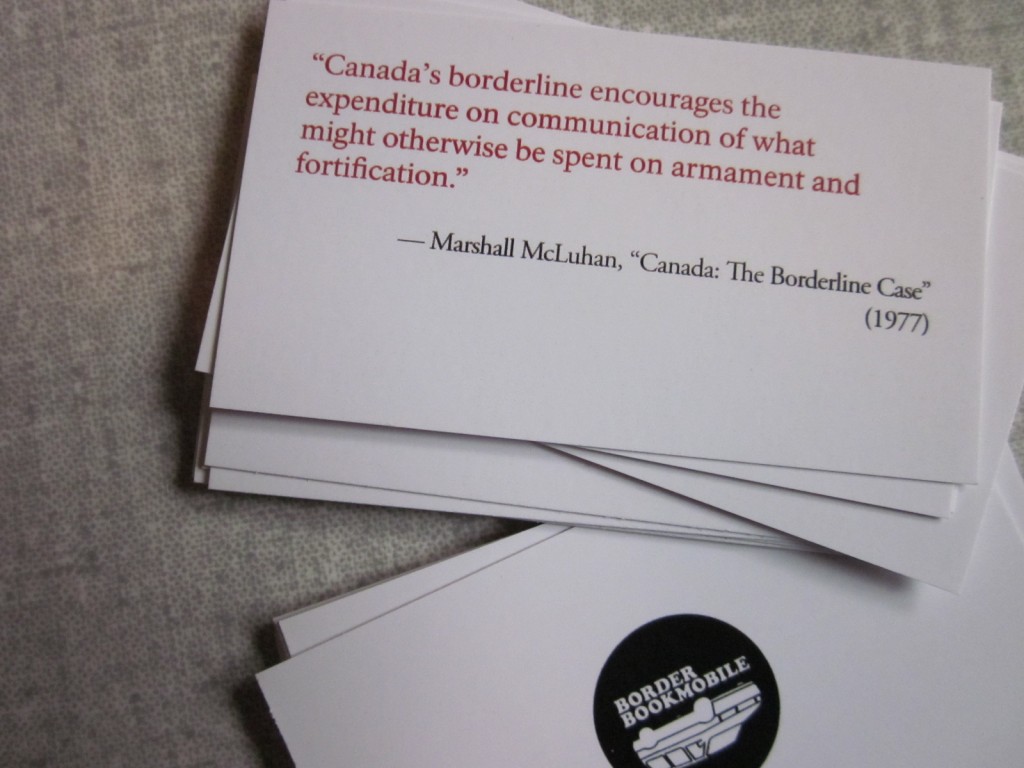 “Canada’s borderline encourages the
expenditure on communication of what
might otherwise be spent on armament and
fortification.”
— Marshall McLuhan, “Canada: The Borderline Case”
(1977)
BORDER
BOOKMOBILE